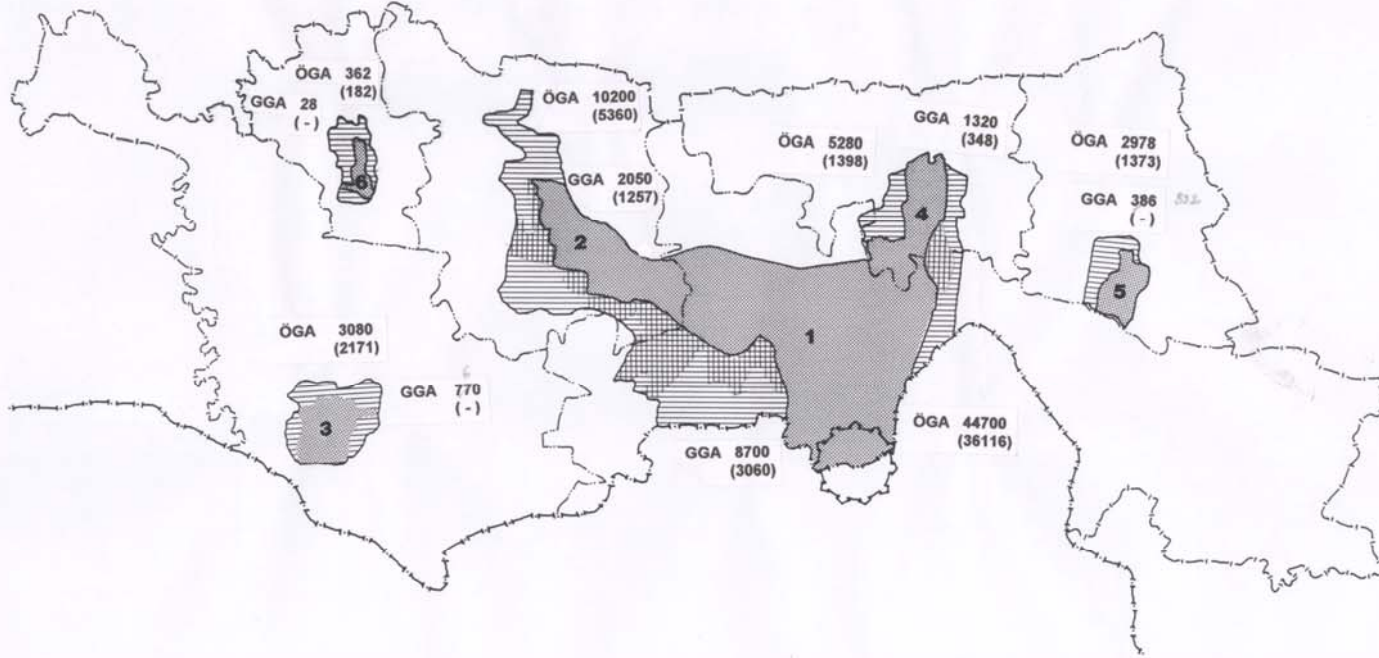 ÖGA 362
(182)
GGA 28
( - )
6
ÖGA 10200
(5360)
GGA 2050
(1257)
2
ÖGA 5280
(1398)
GGA 1320
(348)
4
ÖGA 2978
(1373)
GGA 386
( - )
5
1
ÖGA 3080
(2171)
GGA 770
( - )
3
GGA 8700
(3060)
ÖGA 44700
(36116)